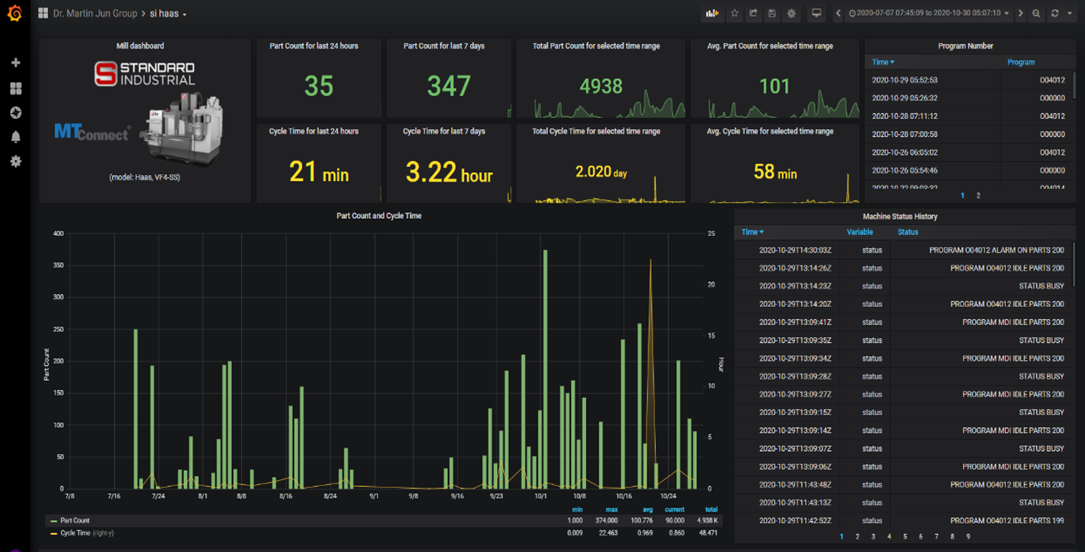 Dr. Martin Jun Group > si haas
2020-07-07 07:45:09 to 2020-10-30 05:07:10
Mill dashboard
STANDARD
INDUSTRIAL
MTConnect®
(model: Haas, VF4-SS)
Part Count for last 24 hours
35
Part Count for last 7 days
347
Total Part Count for selected time range
4938
Avg. Part Count for selected time range
101
Cycle Time for last 24 hours
21 min
Cycle Time for last 7 days
3.22 hour
Total Cycle Time for selected time range
2.020 day
Avg. Cycle Time for selected time range
58 min
Program Number
Time Program
2020-10-29 05:52:53 O04012
2020-10-29 05:26:32 O00000
2020-10-28 07:11:12 O04012
2020-10-28 07:00:58 O00000
2020-10-26 06:05:02 O04012
2020-10-26 05:54:46 O00000
2020-10-22 09:03:32 O04014
1 2
Part Count and Cycle Time
400
350
300
250
200
150
100
50
0
Part Count
25
20
15
10
5
0
Hour
7/8 7/16 7/24 8/1 8/8 8/16 8/24 9/1 9/8 9/16 9/23 10/1 10/8 10/16 10/24
min max avg current total
Part Count 1.000 374.000 100.776 90.000 4.938 K
Cycle Time (right-y) 0.009 22.463 0.969 0.860 48.471
Machine Status History
Time Variable Status
2020-10-29T14:30:03Z status PROGRAM O04012 ALARM ON PARTS 200
2020-10-29T13:14:26Z status PROGRAM O04012 IDLE PARTS 200
2020-10-29T13:14:23Z status STATUS BUSY
2020-10-29T13:14:20Z status PROGRAM O04012 IDLE PARTS 200
2020-10-29T13:09:41Z status PROGRAM MDI IDLE PARTS 200
2020-10-29T13:09:35Z status STATUS BUSY
2020-10-29T13:09:34Z status PROGRAM MDI IDLE PARTS 200
2020-10-29T13:09:28Z status STATUS BUSY
2020-10-29T13:09:27Z status PROGRAM MDI IDLE PARTS 200
2020-10-29T13:09:15Z status STATUS BUSY
2020-10-29T13:09:14Z status PROGRAM MDI IDLE PARTS 200
2020-10-29T13:09:07Z status STATUS BUSY
2020-10-29T13:09:06Z status PROGRAM MDI IDLE PARTS 200
2020-10-29T11:43:48Z status PROGRAM O04012 IDLE PARTS 200
2020-10-29T11:43:13Z status STATUS BUSY
2020-10-29T11:42:52Z status PROGRAM O04012 IDLE PARTS 199
1 2 3 4 5 6 7 8 9